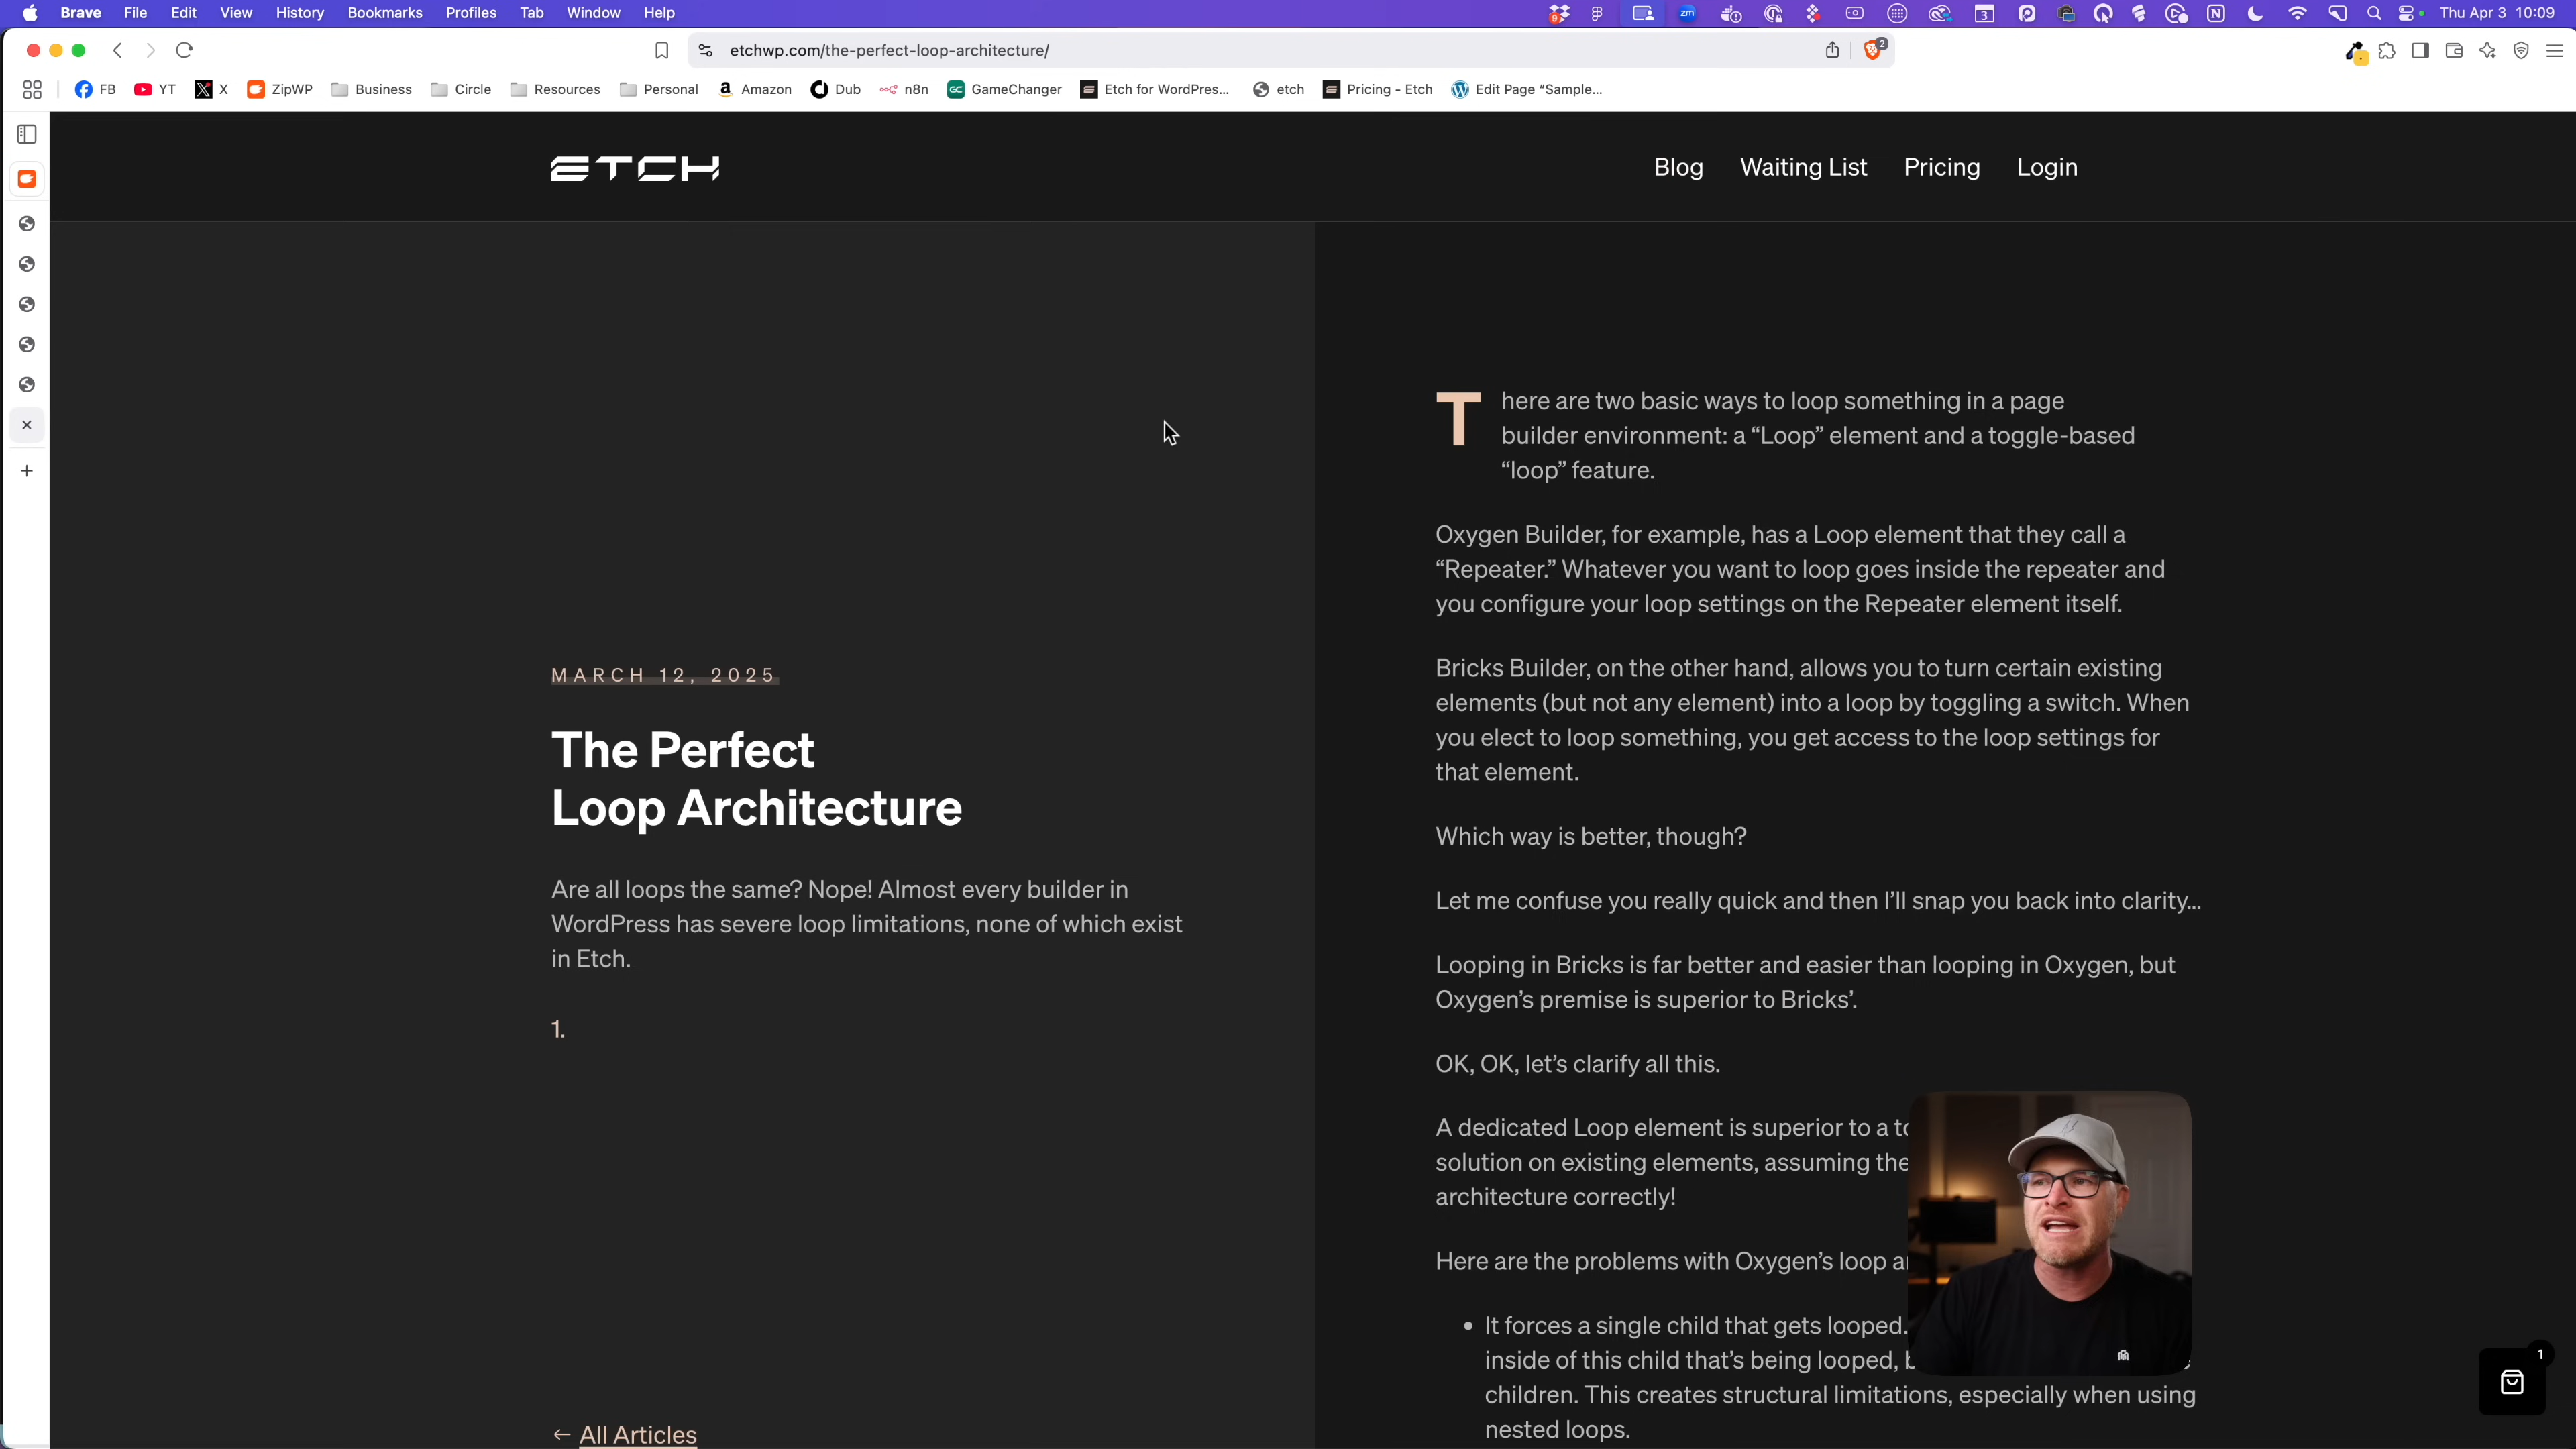 Brave File Edit View History Bookmarks Profiles Tab Window Help
9 zm 3 Thu Apr 3 10:09
etchwp.com/the-perfect-loop-architecture/
2
FB YT X ZipWP Business Circle Resources Personal Amazon Dub n8n GameChanger Etch for WordPres... etch Pricing - Etch Edit Page “Sample...
ETCH
Blog Waiting List Pricing Login
MARCH 12, 2025
The Perfect
Loop Architecture
Are all loops the same? Nope! Almost every builder in
WordPress has severe loop limitations, none of which exist
in Etch.
1.
← All Articles
There are two basic ways to loop something in a page
builder environment: a “Loop” element and a toggle-based
“loop” feature.
Oxygen Builder, for example, has a Loop element that they call a
“Repeater.” Whatever you want to loop goes inside the repeater and
you configure your loop settings on the Repeater element itself.
Bricks Builder, on the other hand, allows you to turn certain existing
elements (but not any element) into a loop by toggling a switch. When
you elect to loop something, you get access to the loop settings for
that element.
Which way is better, though?
Let me confuse you really quick and then I’ll snap you back into clarity...
Looping in Bricks is far better and easier than looping in Oxygen, but
Oxygen’s premise is superior to Bricks’.
OK, OK, let’s clarify all this.
A dedicated Loop element is superior to a
solution on existing elements, assuming
architecture correctly!
Here are the problems with Oxygen’s loop
• It forces a single child that gets looped.
inside of this child that’s being looped,
children. This creates structural limitations, especially when using
nested loops.
1